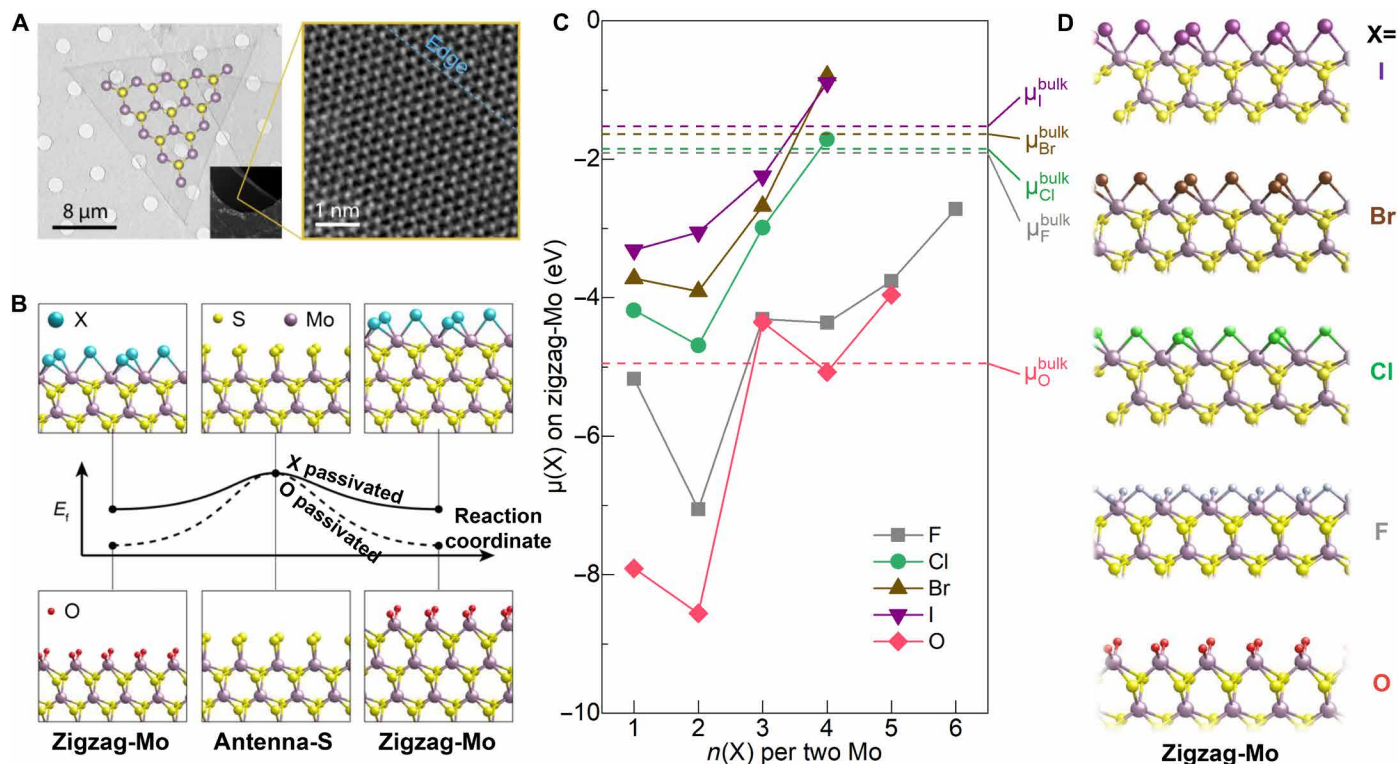 A
Edge
8 μm
1 nm
B
X
S
Mo
X passivated
O passivated
E_f
Reaction
coordinate
O
Zigzag-Mo
Antenna-S
Zigzag-Mo
C
μ(X) on zigzag-Mo (eV)
0
−2
−4
−6
−8
−10
1 2 3 4 5 6
n(X) per two Mo
F
Cl
Br
I
O
μ_I^bulk
μ_Br^bulk
μ_Cl^bulk
μ_F^bulk
μ_O^bulk
D
X=
I
Br
Cl
F
O
Zigzag-Mo